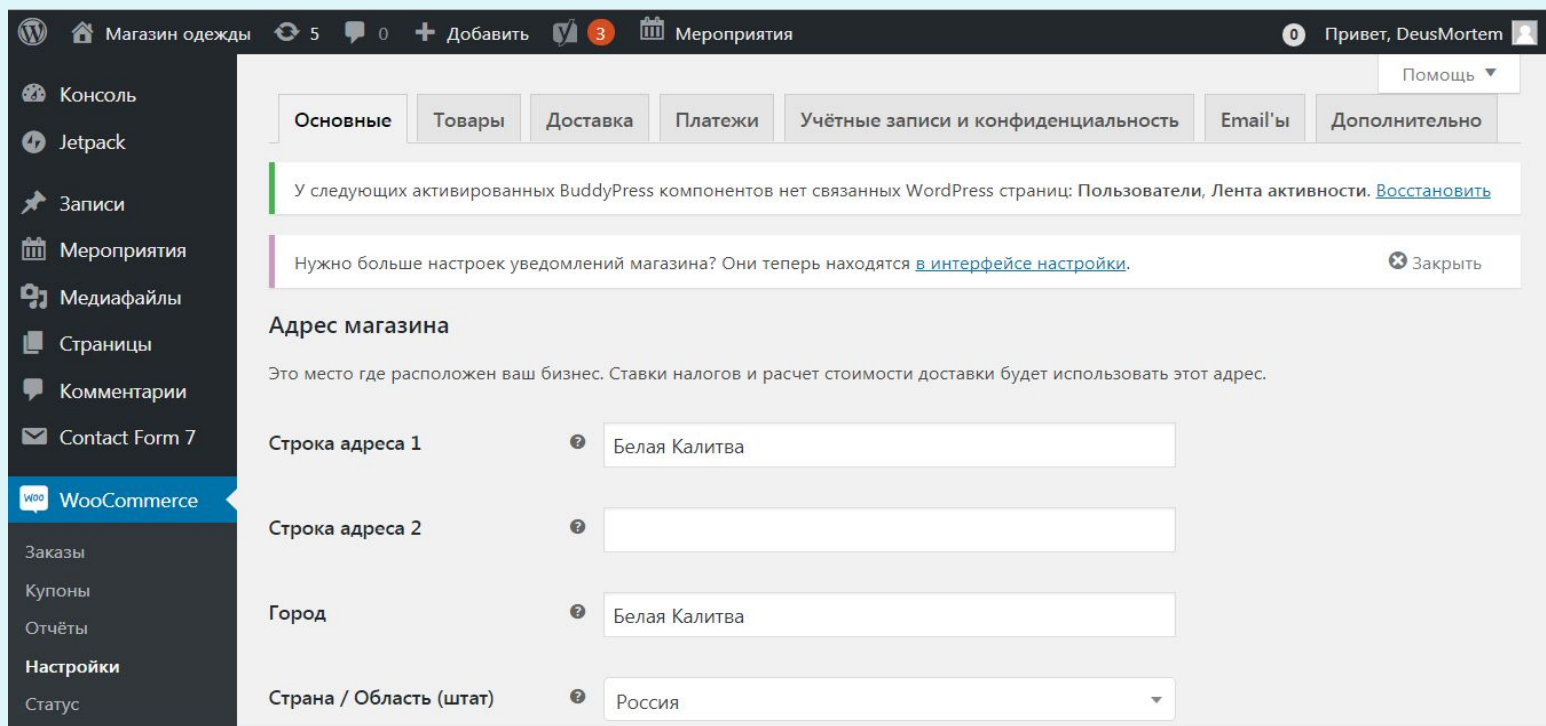 Магазин одежды 5 0 Добавить 3 Мероприятия 0 Привет, DeusMortem
Помощь
Консоль
Jetpack
Записи
Мероприятия
Медиафайлы
Страницы
Комментарии
Contact Form 7
Woo WooCommerce
Заказы
Купоны
Отчёты
Настройки
Статус
Основные Товары Доставка Платежи Учётные записи и конфиденциальность Email'ы Дополнительно
У следующих активированных BuddyPress компонентов нет связанных WordPress страниц: Пользователи, Лента активности. Восстановить
Нужно больше настроек уведомлений магазина? Они теперь находятся в интерфейсе настройки. Закрыть
Адрес магазина
Это место где расположен ваш бизнес. Ставки налогов и расчет стоимости доставки будет использовать этот адрес.
Строка адреса 1 Белая Калитва
Строка адреса 2
Город Белая Калитва
Страна / Область (штат) Россия